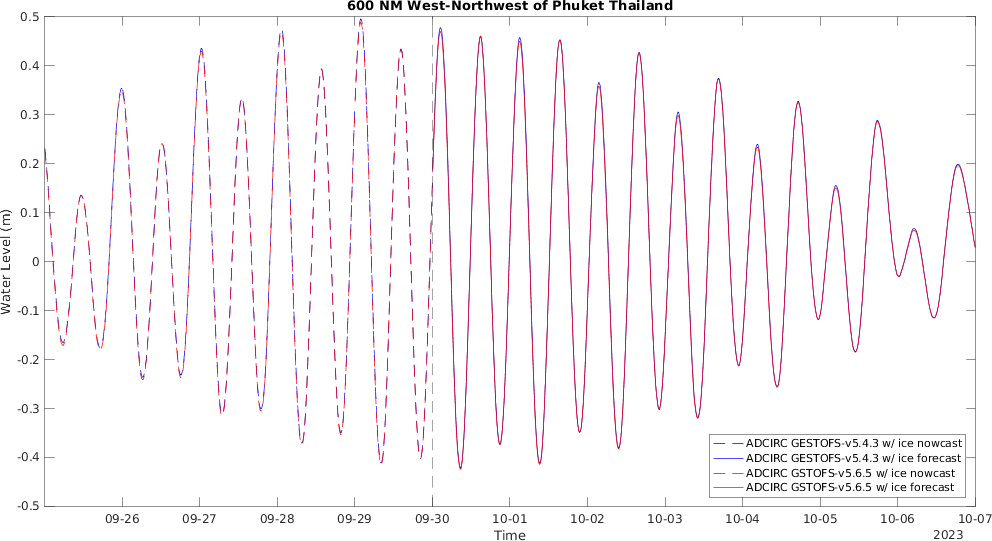 600 NM West-Northwest of Phuket Thailand
0.5
0.4
0.3
0.2
0.1
0
-0.1
-0.2
-0.3
-0.4
-0.5
Water Level (m)
ADCIRC GESTOFS-v5.4.3 w/ ice nowcast
ADCIRC GESTOFS-v5.4.3 w/ ice forecast
ADCIRC GSTOFS-v5.6.5 w/ ice nowcast
ADCIRC GSTOFS-v5.6.5 w/ ice forecast
09-26 09-27 09-28 09-29 09-30 10-01 10-02 10-03 10-04 10-05 10-06 10-07
Time
2023